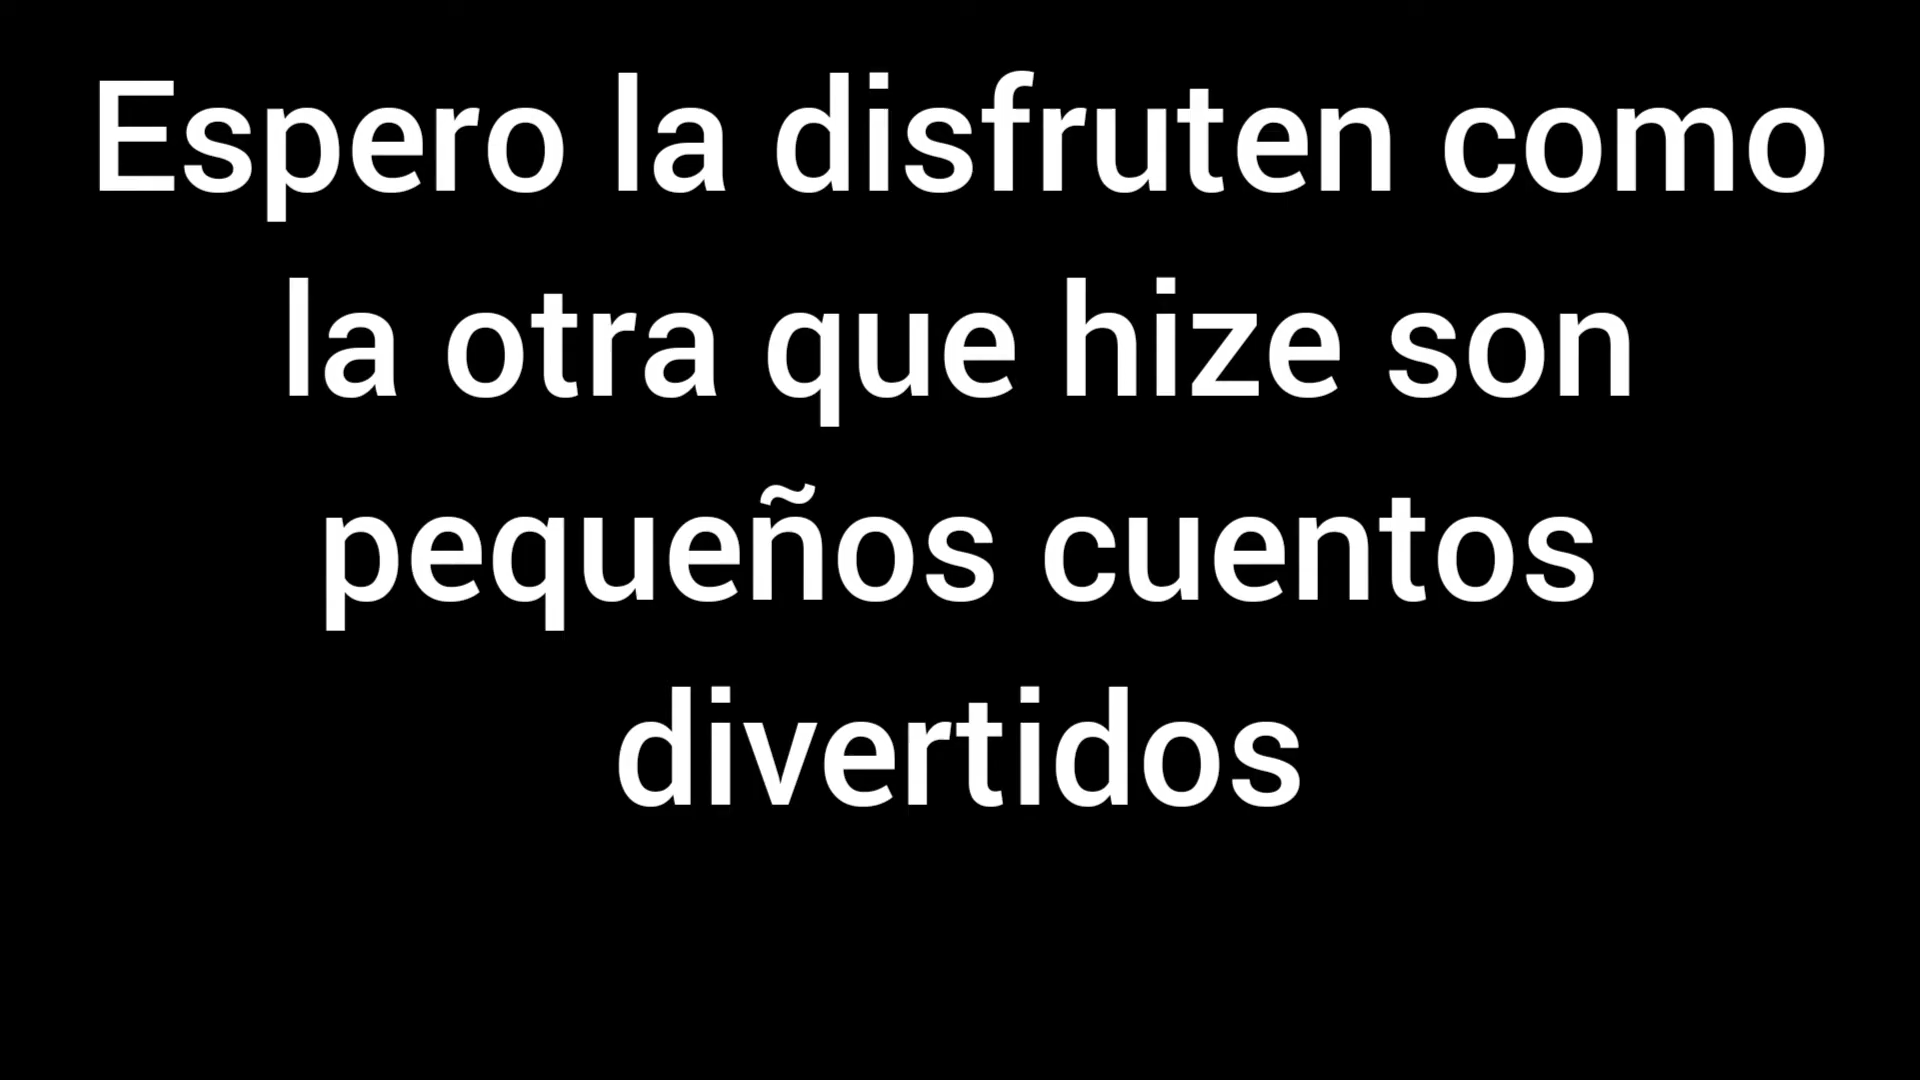 Espero la disfruten como
la otra que hize son
pequeños cuentos
divertidos